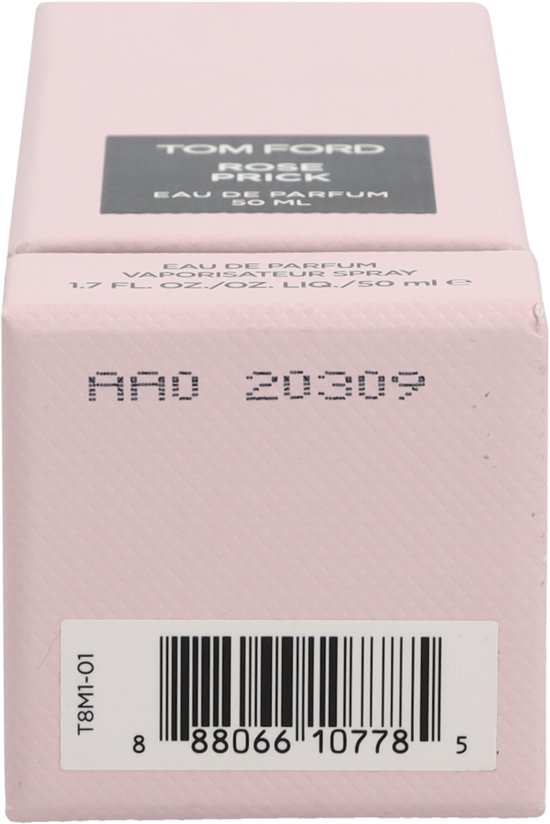 TOM FORD
ROSE
PRICK
EAU DE PARFUM
50 ML
EAU DE PARFUM
VAPORISATEUR SPRAY
1.7 FL. OZ./OZ. LIQ./50 ml e
AA0 20309
T8M1-01
8 88066 10778 5